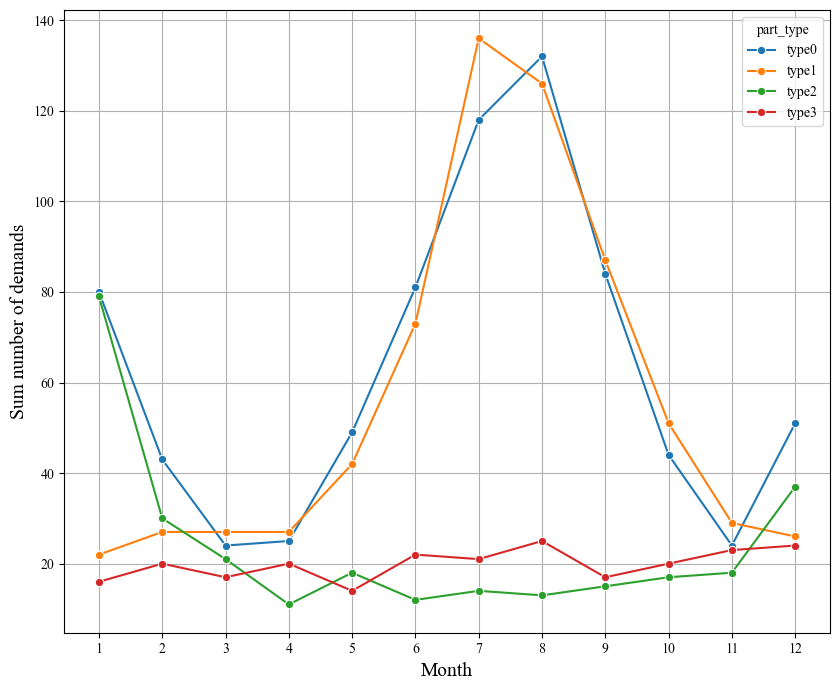 part_type
type0
type1
type2
type3
Sum number of demands
140
120
100
80
60
40
20
1 2 3 4 5 6 7 8 9 10 11 12
Month